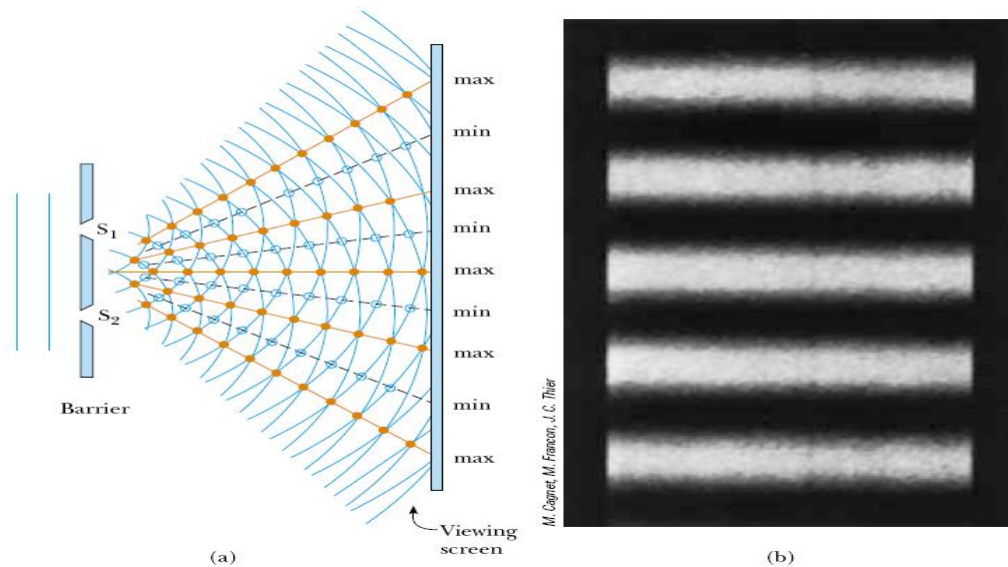 max
min
max
S1
min
max
min
S2
max
Barrier
min
max
Viewing
screen
(a)
M. Cagnet, M. Francon, J. C. Thier
(b)